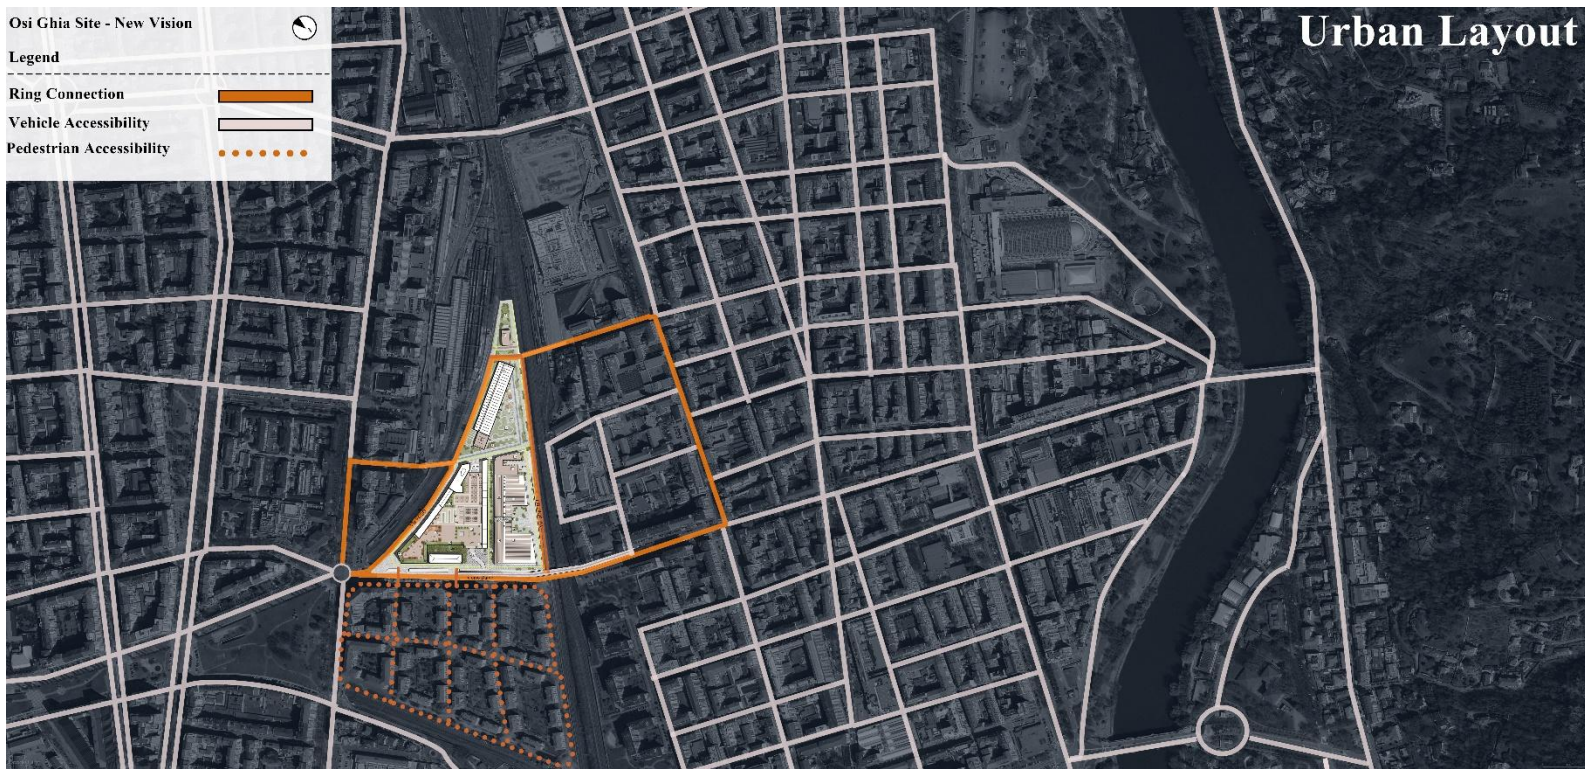 Osi Ghia Site - New Vision
Urban Layout
Legend
Ring Connection
Vehicle Accessibility
Pedestrian Accessibility